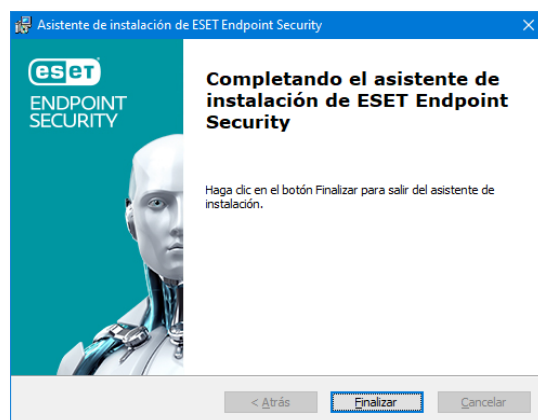 Asistente de instalación de ESET Endpoint Security
eset
ENDPOINT
SECURITY
Completando el asistente de
instalación de ESET Endpoint
Security
Haga clic en el botón Finalizar para salir del asistente de
instalación.
< Atrás
Finalizar
Cancelar